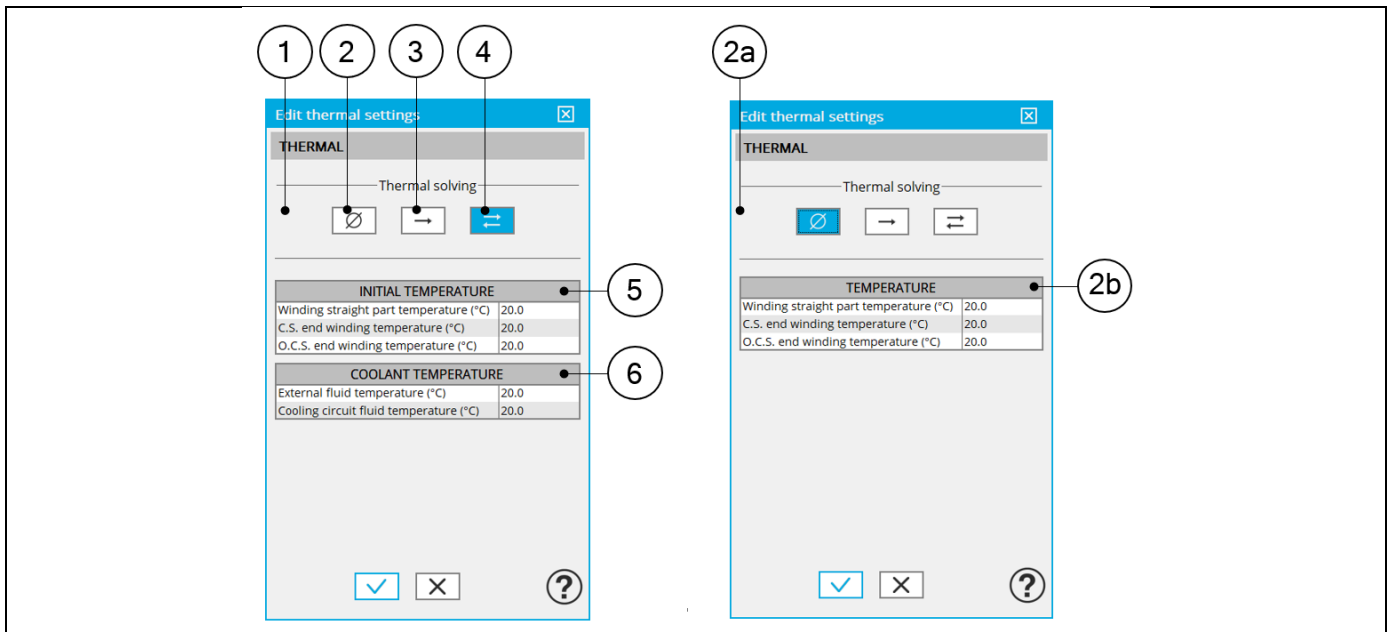 1 2 3 4 2a
Edit thermal settings
THERMAL
Thermal solving
Ø → ⇄
INITIAL TEMPERATURE 5
Winding straight part temperature (°C) 20.0
C.S. end winding temperature (°C) 20.0
O.C.S. end winding temperature (°C) 20.0
COOLANT TEMPERATURE 6
External fluid temperature (°C) 20.0
Cooling circuit fluid temperature (°C) 20.0
?
Edit thermal settings
THERMAL
Thermal solving
Ø → ⇄
TEMPERATURE 2b
Winding straight part temperature (°C) 20.0
C.S. end winding temperature (°C) 20.0
O.C.S. end winding temperature (°C) 20.0
?